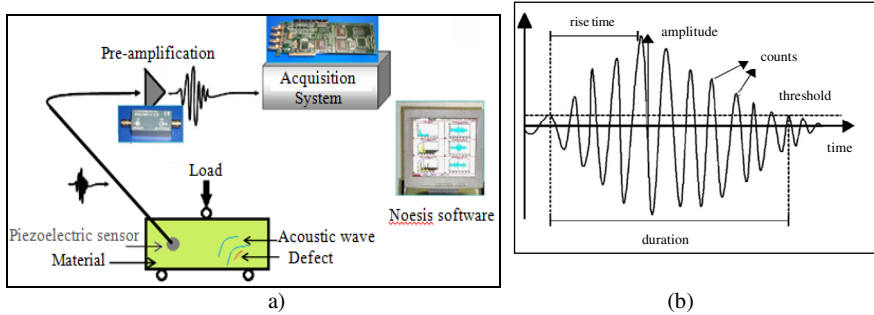 Pre-amplification
Acquisition
System
Load
Noesis software
Piezoelectric sensor
Acoustic wave
Material
Defect
a)
rise time
amplitude
counts
threshold
time
duration
(b)